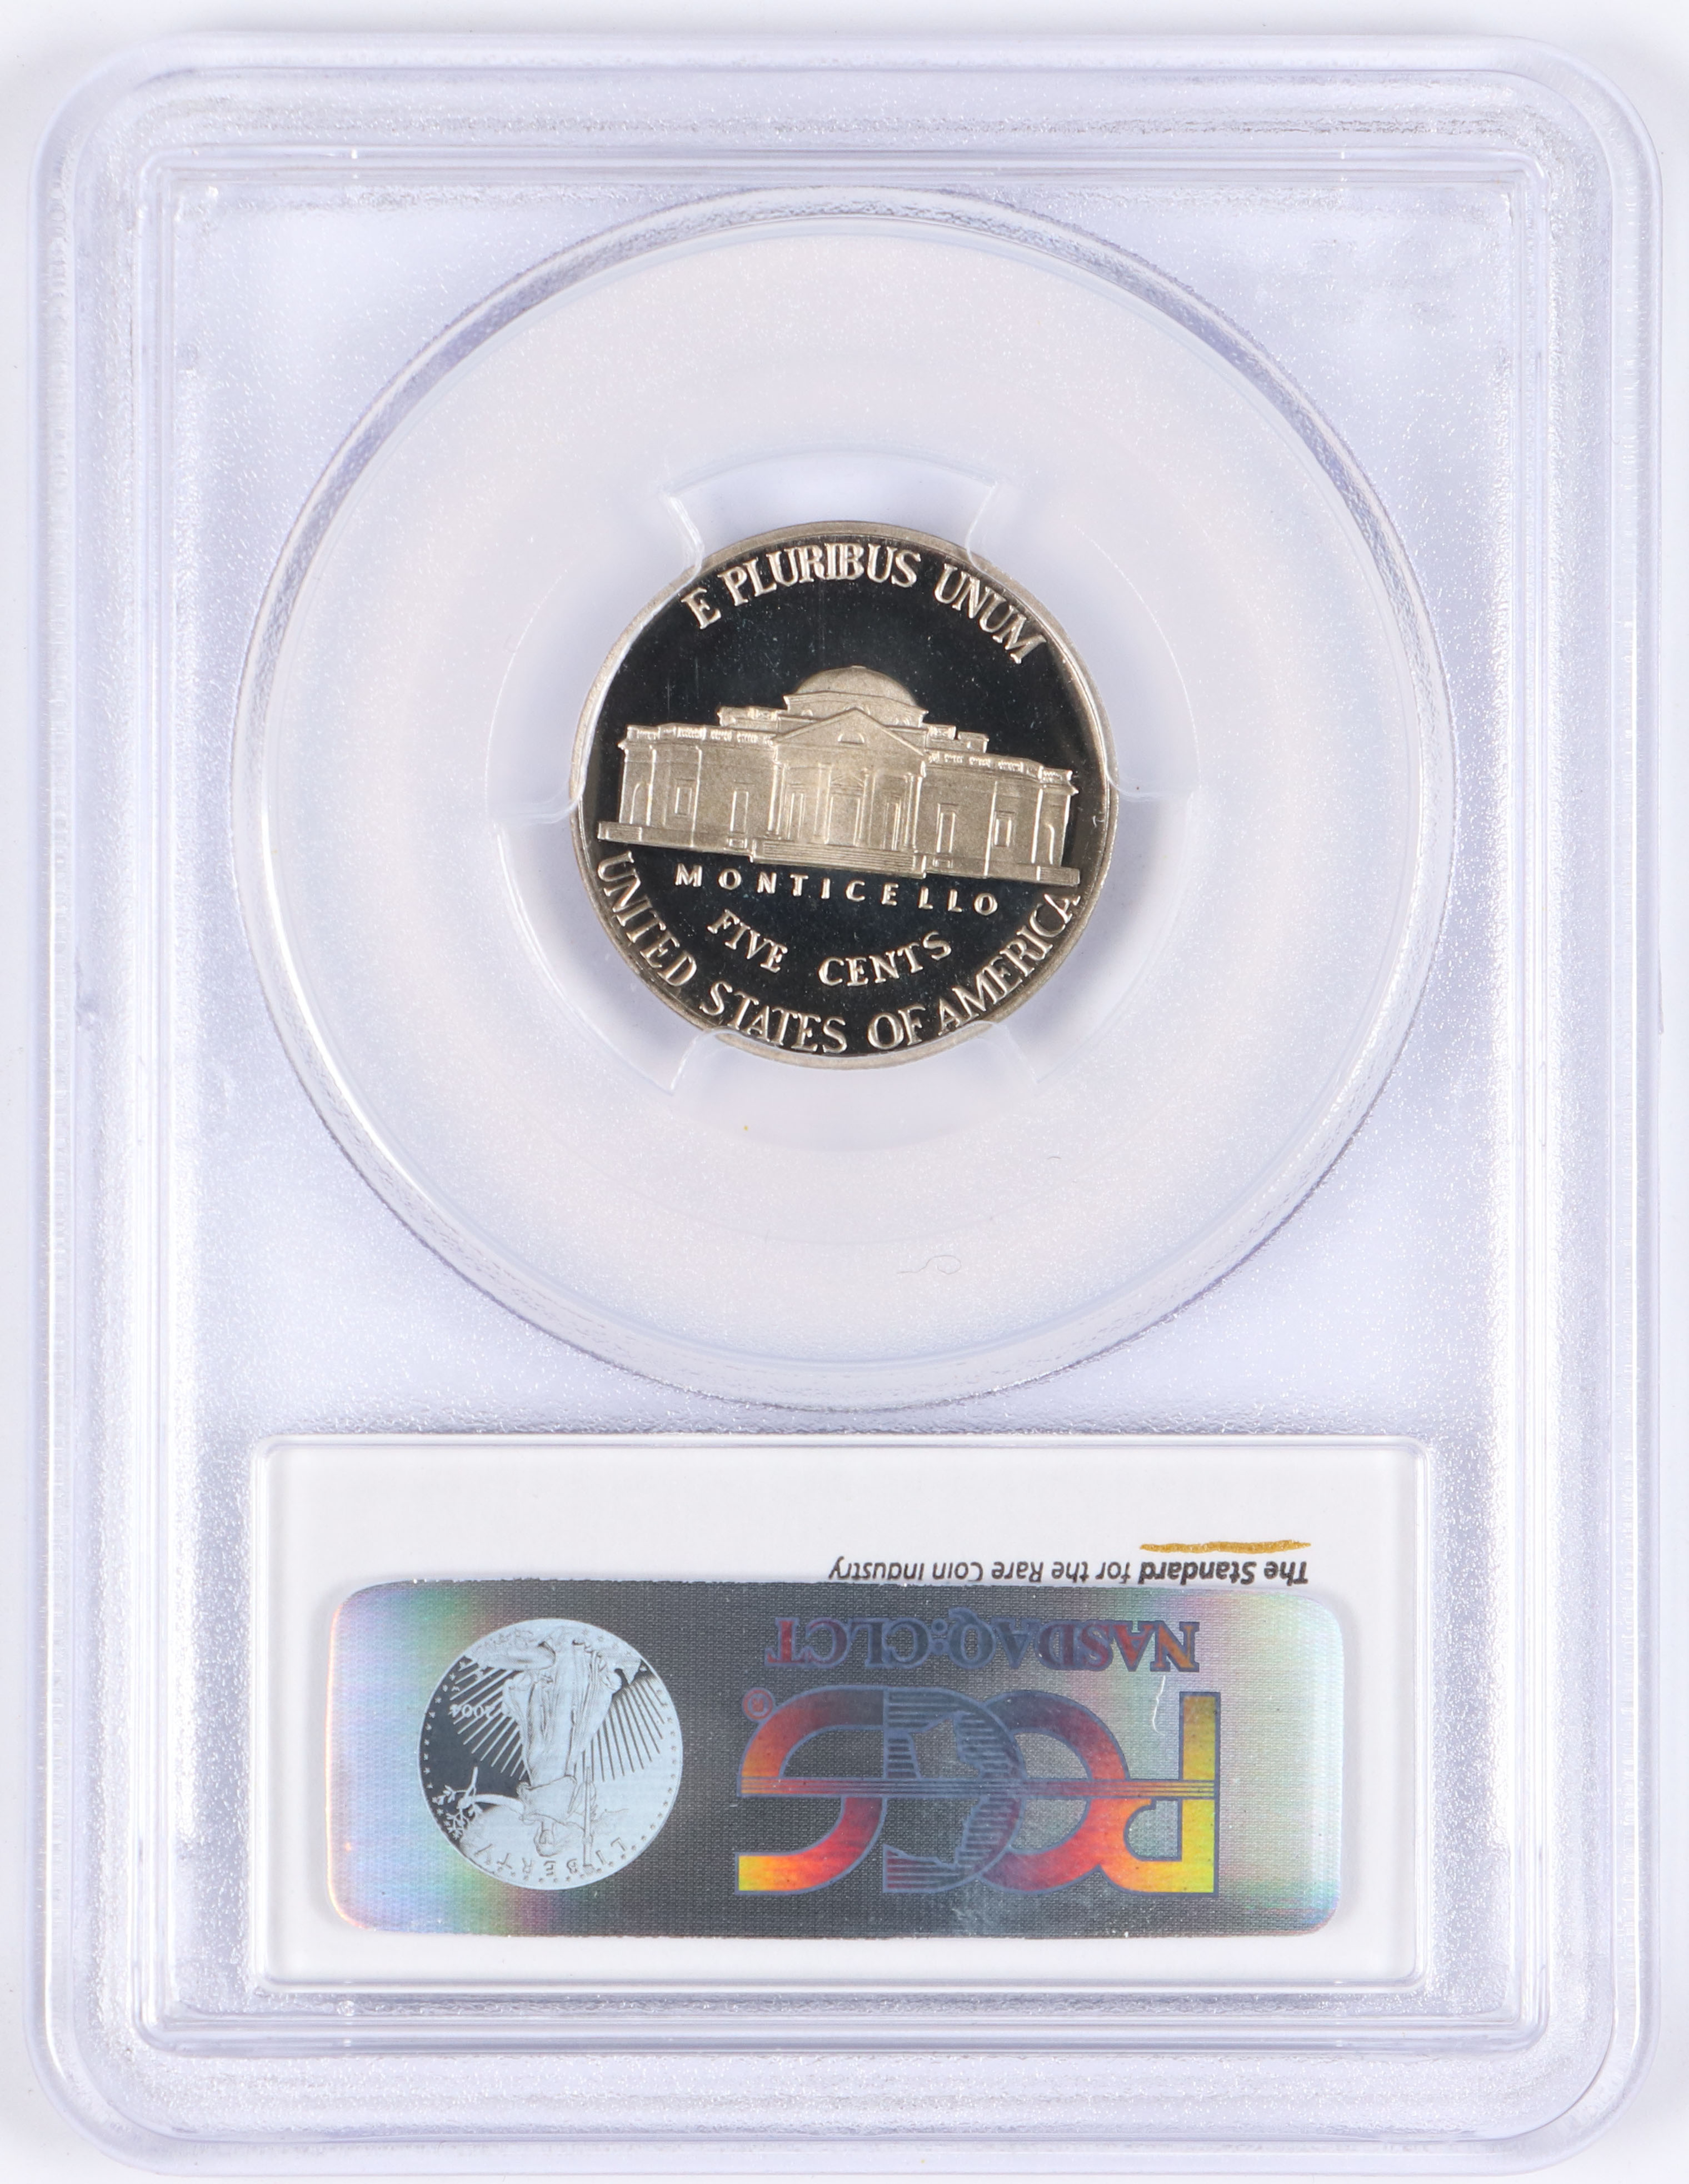 E PLURIBUS UNUM
MONTICELLO
FIVE CENTS
UNITED STATES OF AMERICA
The Standard for the Rare Coin Industry
NASDAQ:CLCT
PCGS®
2004
LIBERTY